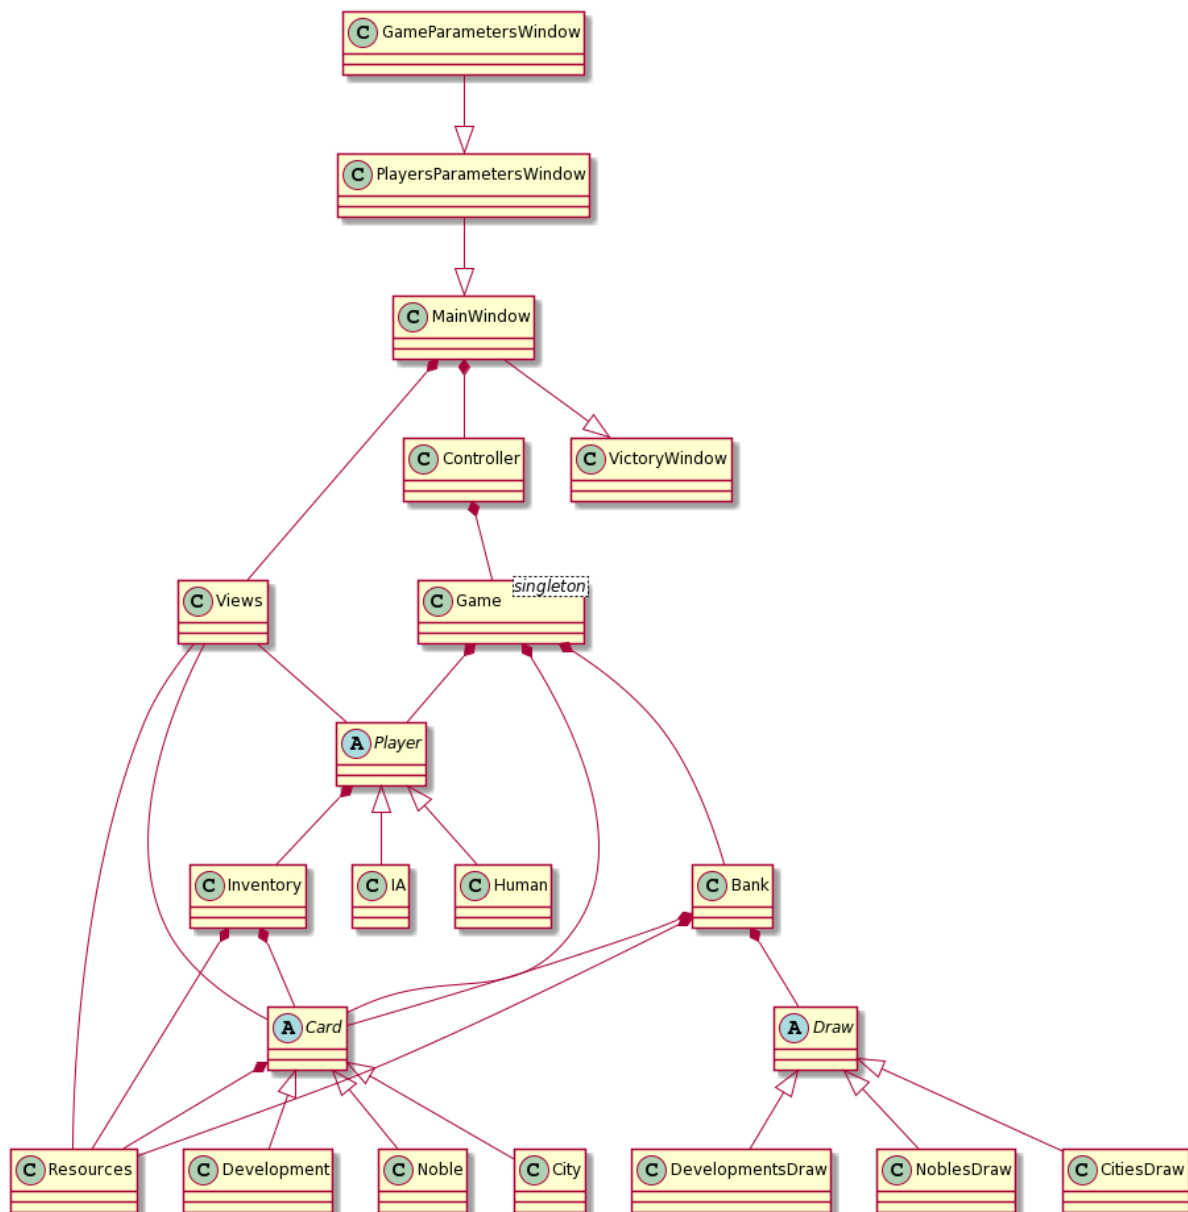 C GameParametersWindow
C PlayersParametersWindow
C MainWindow
C Controller
C VictoryWindow
C Views
C Game
singleton
A Player
C Inventory
C IA
C Human
C Bank
A Card
A Draw
C Resources
C Development
C Noble
C City
C DevelopmentsDraw
C NoblesDraw
C CitiesDraw